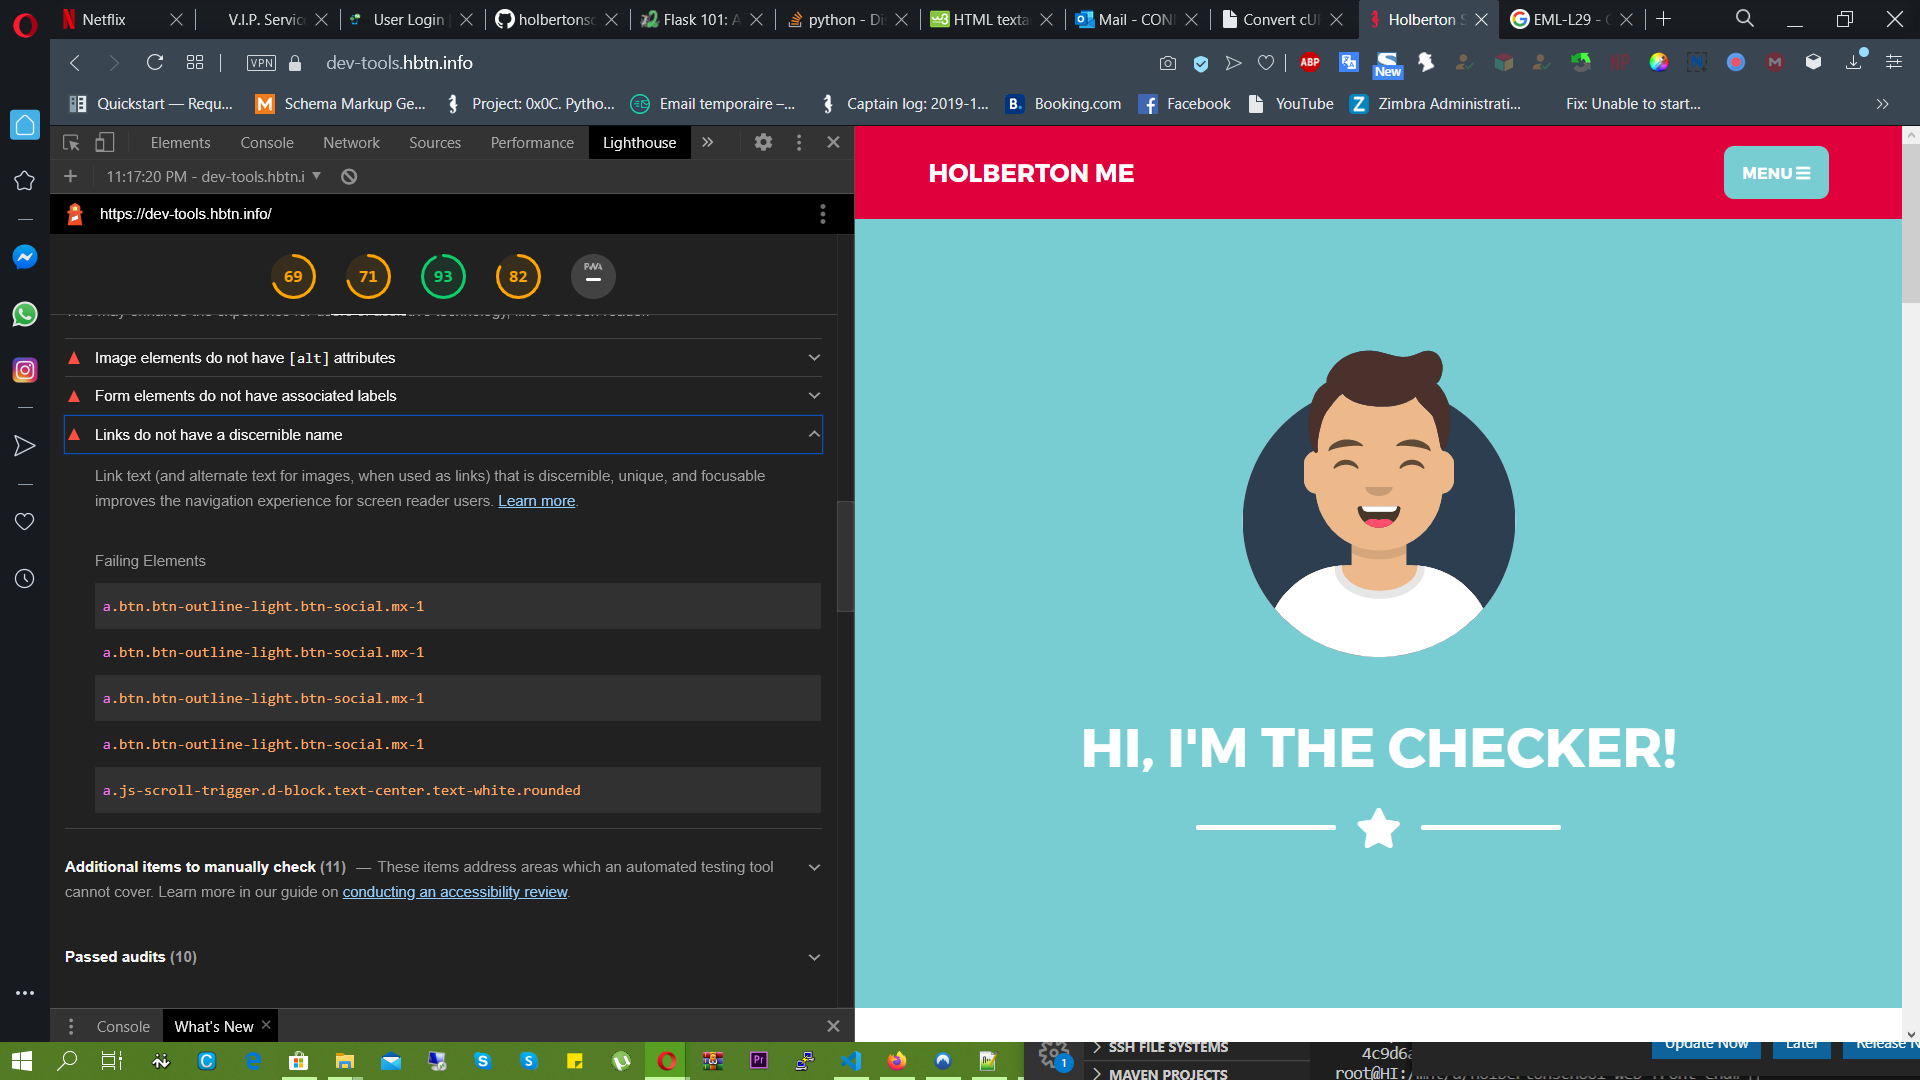 Netflix
V.I.P. Servic
User Login
holbertonsc
Flask 101: A
python - Di
HTML texta
Mail - CON
Convert cUR
Holberton S
EML-L29 - G
VPN
dev-tools.hbtn.info
ABP
New
Quickstart — Requ...
Schema Markup Ge...
Project: 0x0C. Pytho...
Email temporaire –...
Captain log: 2019-1...
Booking.com
Facebook
YouTube
Zimbra Administrati...
Fix: Unable to start...
Elements
Console
Network
Sources
Performance
Lighthouse
11:17:20 PM - dev-tools.hbtn.i
https://dev-tools.hbtn.info/
69
71
93
82
PWA
Image elements do not have [alt] attributes
Form elements do not have associated labels
Links do not have a discernible name
Link text (and alternate text for images, when used as links) that is discernible, unique, and focusable
improves the navigation experience for screen reader users. Learn more.
Failing Elements
a.btn.btn-outline-light.btn-social.mx-1
a.btn.btn-outline-light.btn-social.mx-1
a.btn.btn-outline-light.btn-social.mx-1
a.btn.btn-outline-light.btn-social.mx-1
a.js-scroll-trigger.d-block.text-center.text-white.rounded
Additional items to manually check (11) — These items address areas which an automated testing tool
cannot cover. Learn more in our guide on conducting an accessibility review.
Passed audits (10)
Console
What's New
HOLBERTON ME
MENU
HI, I'M THE CHECKER!
1
SSH FILE SYSTEMS
MAVEN PROJECTS
4c9d6a
root@HI:
Update Now
Later
Release N